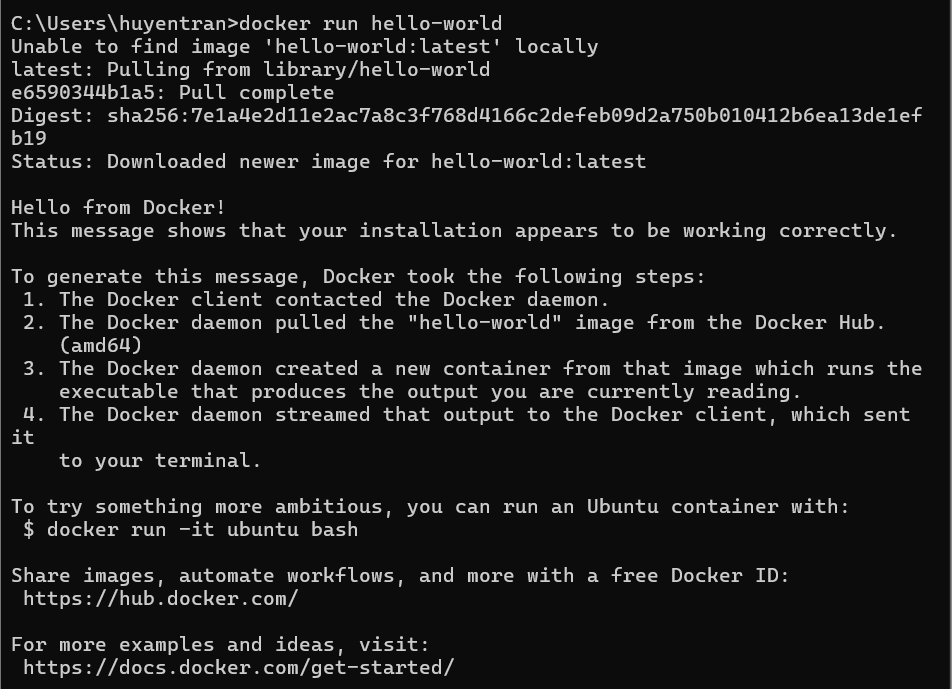 C:\Users\huyentran>docker run hello-world
Unable to find image 'hello-world:latest' locally
latest: Pulling from library/hello-world
e6590344b1a5: Pull complete
Digest: sha256:7e1a4e2d11e2ac7a8c3f768d4166c2defeb09d2a750b010412b6ea13de1ef
b19
Status: Downloaded newer image for hello-world:latest

Hello from Docker!
This message shows that your installation appears to be working correctly.

To generate this message, Docker took the following steps:
 1. The Docker client contacted the Docker daemon.
 2. The Docker daemon pulled the "hello-world" image from the Docker Hub.
    (amd64)
 3. The Docker daemon created a new container from that image which runs the
    executable that produces the output you are currently reading.
 4. The Docker daemon streamed that output to the Docker client, which sent
it
    to your terminal.

To try something more ambitious, you can run an Ubuntu container with:
 $ docker run -it ubuntu bash

Share images, automate workflows, and more with a free Docker ID:
 https://hub.docker.com/

For more examples and ideas, visit:
 https://docs.docker.com/get-started/